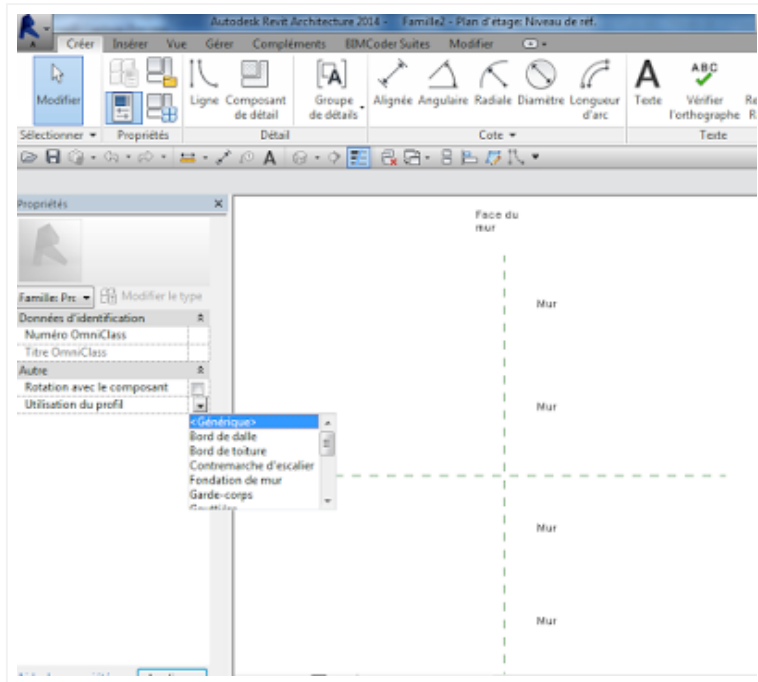 Autodesk Revit Architecture 2014 - Famille2 - Plan d'étage: Niveau de réf.
Créer Insérer Vue Gérer Compléments BIMCoder Suites Modifier
Modifier
Ligne Composant de détail
Groupe de détails
Alignée Angulaire Radiale Diamètre Longueur d'arc
Texte Vérifier l'orthographe
Sélectionner Propriétés Détail Cote Texte
Propriétés
Famille: Modifier le type
Données d'identification
Numéro OmniClass
Titre OmniClass
Autre
Rotation avec le composant
Utilisation du profil
<Générique>
Bord de dalle
Bord de toiture
Contremarche d'escalier
Fondation de mur
Garde-corps
Face du
mur
Mur
Mur
Mur
Mur